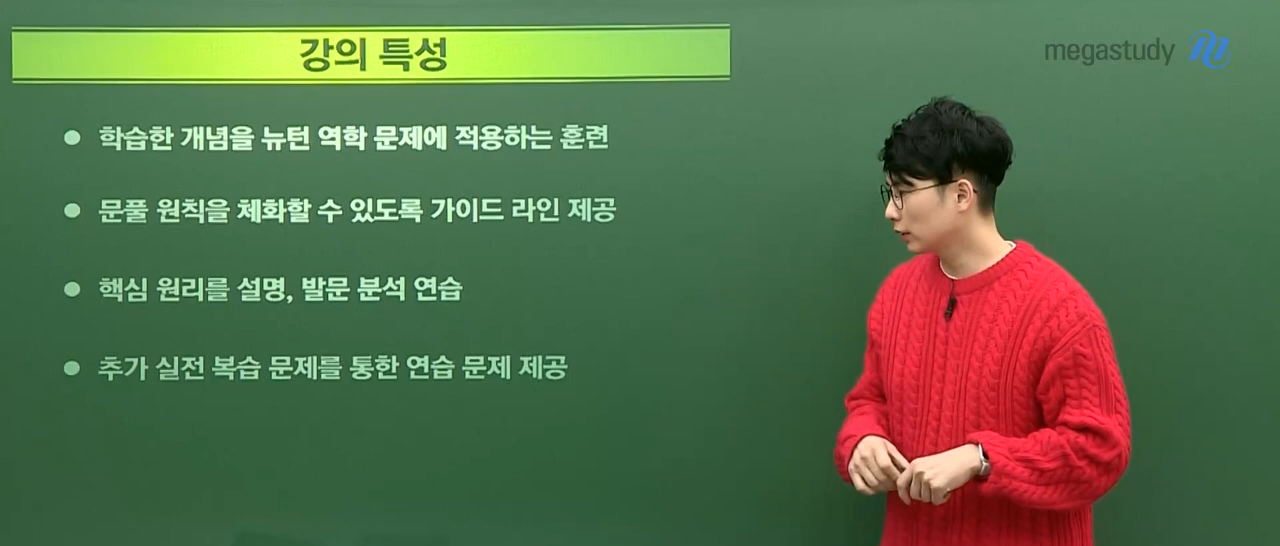 강의 특성
megastudy
학습한 개념을 뉴턴 역학 문제에 적용하는 훈련
문풀 원칙을 체화할 수 있도록 가이드 라인 제공
핵심 원리를 설명, 발문 분석 연습
추가 실전 복습 문제를 통한 연습 문제 제공